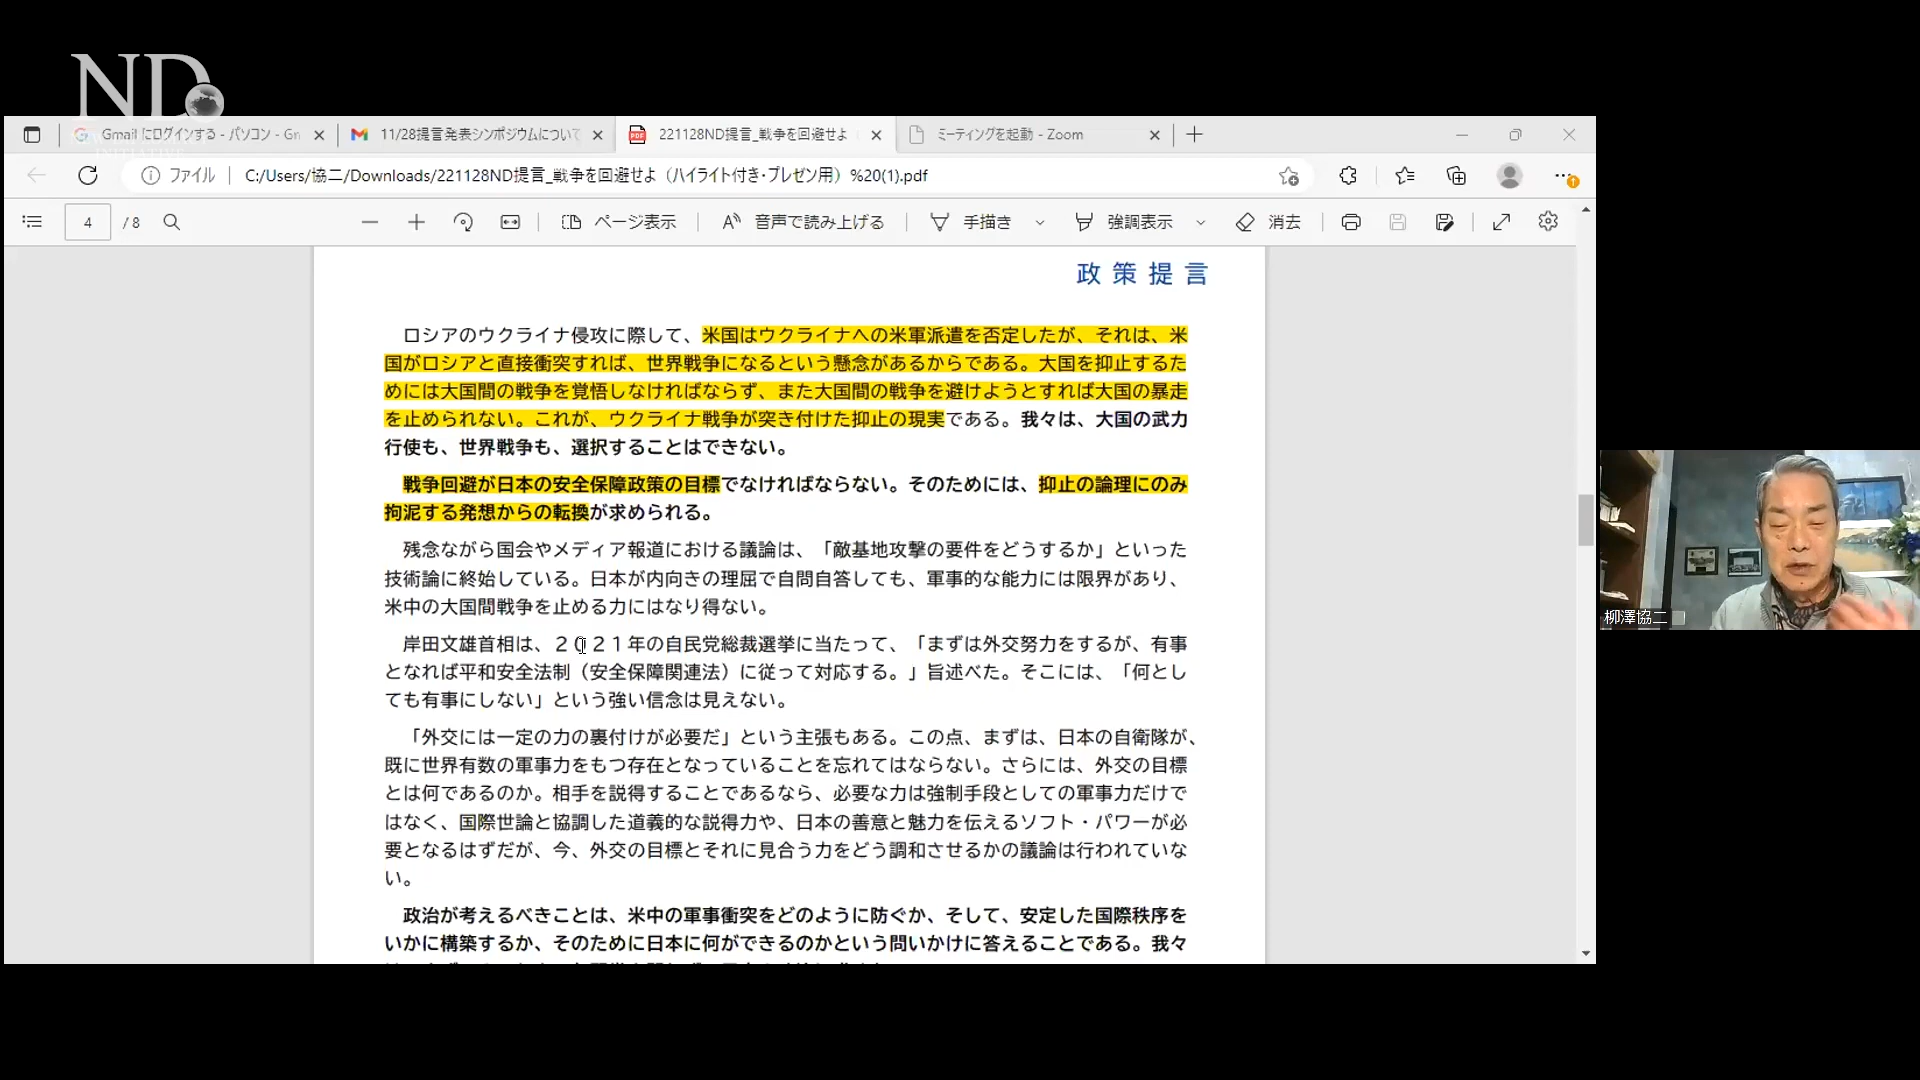 ND
Gmail にログインする - パソコン - Gm
11/28提言発表シンポジウムについて
221128ND提言_戦争を回避せよ
ミーティングを起動 - Zoom
ファイル
C:/Users/協二/Downloads/221128ND提言_戦争を回避せよ（ハイライト付き・プレゼン用）%20(1).pdf
4 / 8
ページ表示
音声で読み上げる
手描き
強調表示
消去
政策提言
ロシアのウクライナ侵攻に際して、米国はウクライナへの米軍派遣を否定したが、それは、米
国がロシアと直接衝突すれば、世界戦争になるという懸念があるからである。大国を抑止するた
めには大国間の戦争を覚悟しなければならず、また大国間の戦争を避けようとすれば大国の暴走
を止められない。これが、ウクライナ戦争が突き付けた抑止の現実である。我々は、大国の武力
行使も、世界戦争も、選択することはできない。
戦争回避が日本の安全保障政策の目標でなければならない。そのためには、抑止の論理にのみ
拘泥する発想からの転換が求められる。
残念ながら国会やメディア報道における議論は、「敵基地攻撃の要件をどうするか」といった
技術論に終始している。日本が内向きの理屈で自問自答しても、軍事的な能力には限界があり、
米中の大国間戦争を止める力にはなり得ない。
岸田文雄首相は、２０２１年の自民党総裁選挙に当たって、「まずは外交努力をするが、有事
となれば平和安全法制（安全保障関連法）に従って対応する。」旨述べた。そこには、「何とし
ても有事にしない」という強い信念は見えない。
「外交には一定の力の裏付けが必要だ」という主張もある。この点、まずは、日本の自衛隊が、
既に世界有数の軍事力をもつ存在となっていることを忘れてはならない。さらには、外交の目標
とは何であるのか。相手を説得することであるなら、必要な力は強制手段としての軍事力だけで
はなく、国際世論と協調した道義的な説得力や、日本の善意と魅力を伝えるソフト・パワーが必
要となるはずだが、今、外交の目標とそれに見合う力をどう調和させるかの議論は行われていな
い。
政治が考えるべきことは、米中の軍事衝突をどのように防ぐか、そして、安定した国際秩序を
いかに構築するか、そのために日本に何ができるのかという問いかけに答えることである。我々
柳澤協二